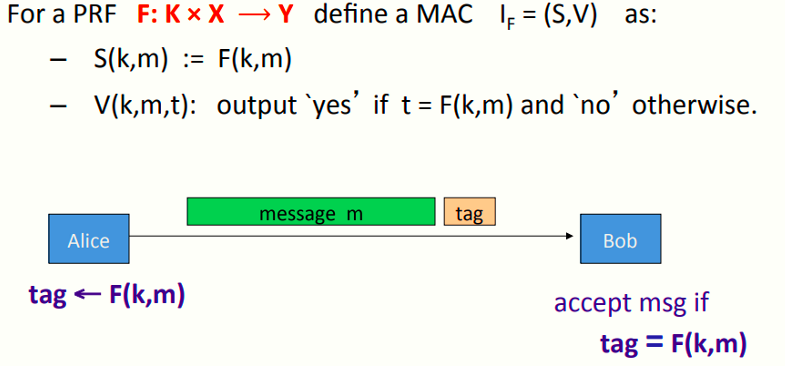 For a PRF F: K × X ⟶ Y define a MAC I_F = (S,V) as:
– S(k,m) := F(k,m)
– V(k,m,t): output `yes’ if t = F(k,m) and `no’ otherwise.
message m tag
Alice Bob
tag ← F(k,m)
accept msg if
tag = F(k,m)